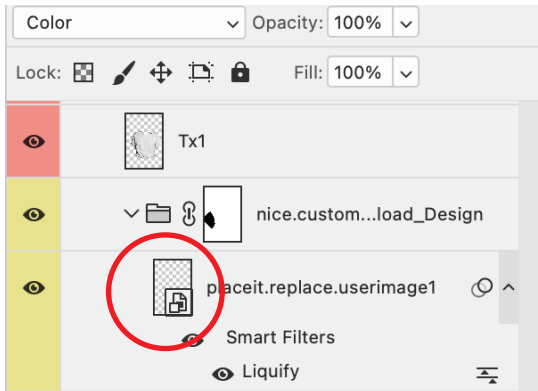 Color Opacity: 100%
Lock: Fill: 100%
Tx1
nice.custom...load_Design
placeit.replace.userimage1
Smart Filters
Liquify